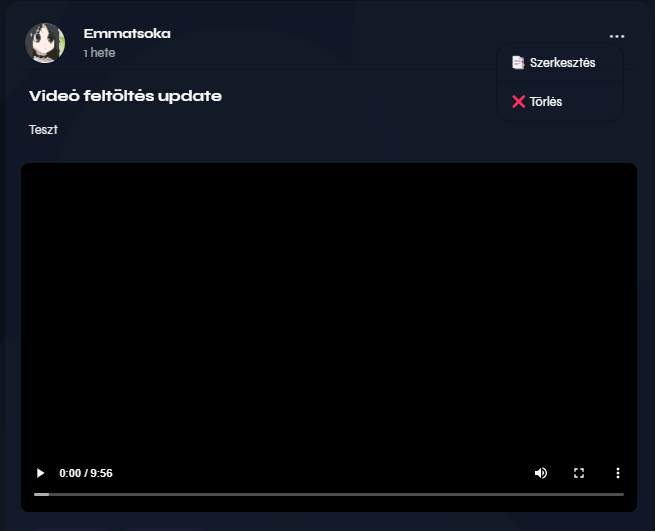 Emmatsoka
1 hete
Szerkesztés
Törlés
Videó feltöltés update
Teszt
0:00 / 9:56